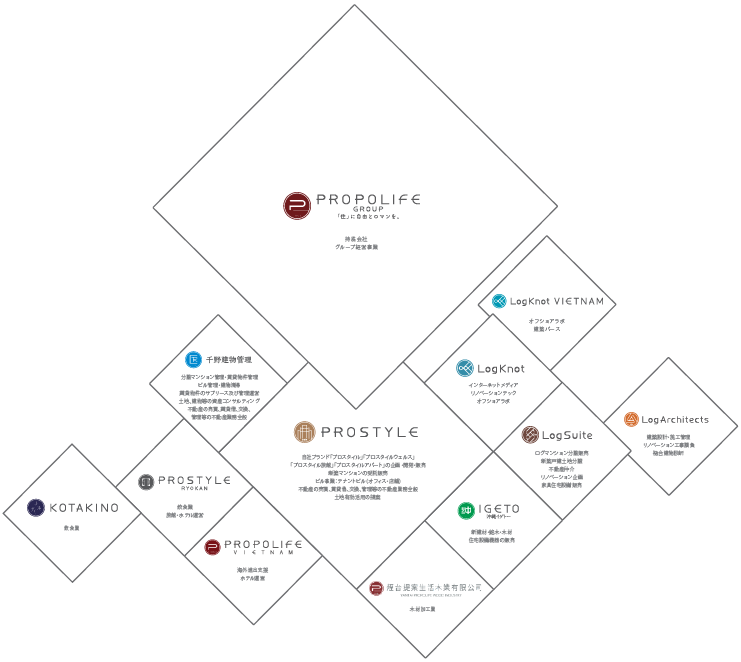 PROPOLIFE
GROUP
「住」に自由とロマンを。
持株会社
グループ経営事業
LogKnot VIETNAM
オフショアラボ
建築パース
千野建物管理
分譲マンション管理・賃貸物件管理
ビル管理・建物清掃
賃貸物件のサブリース及び管理運営
土地、建物等の資産コンサルティング
不動産の売買、賃貸借、交換、
管理等の不動産業務全般
LogKnot
インターネットメディア
リノベーションテック
オフショアラボ
LogArchitects
建築設計・施工管理
リノベーション工事請負
融合建築設計
PROSTYLE
自社ブランド「プロスタイル」「プロスタイルウェルス」
「プロスタイル旅館」「プロスタイルアパート」の企画・開発・販売
新築マンションの受託販売
ビル事業:テナントビル(オフィス・店舗)
不動産の売買、賃貸借、交換、管理等の不動産業務全般
土地有効活用の提案
LogSuite
ログマンション分譲販売
新築戸建土地分譲
不動産仲介
リノベーション企画
家具住宅設備販売
PROSTYLE
RYOKAN
飲食業
旅館・ホテル運営
KOTAKINO
飲食業
IGETO
沖縄イゲトー
新建材・銘木・木材
住宅設備機器の販売
PROPOLIFE
VIETNAM
海外進出支援
ホテル運営
煙台提案生活木業有限公司
木材加工業